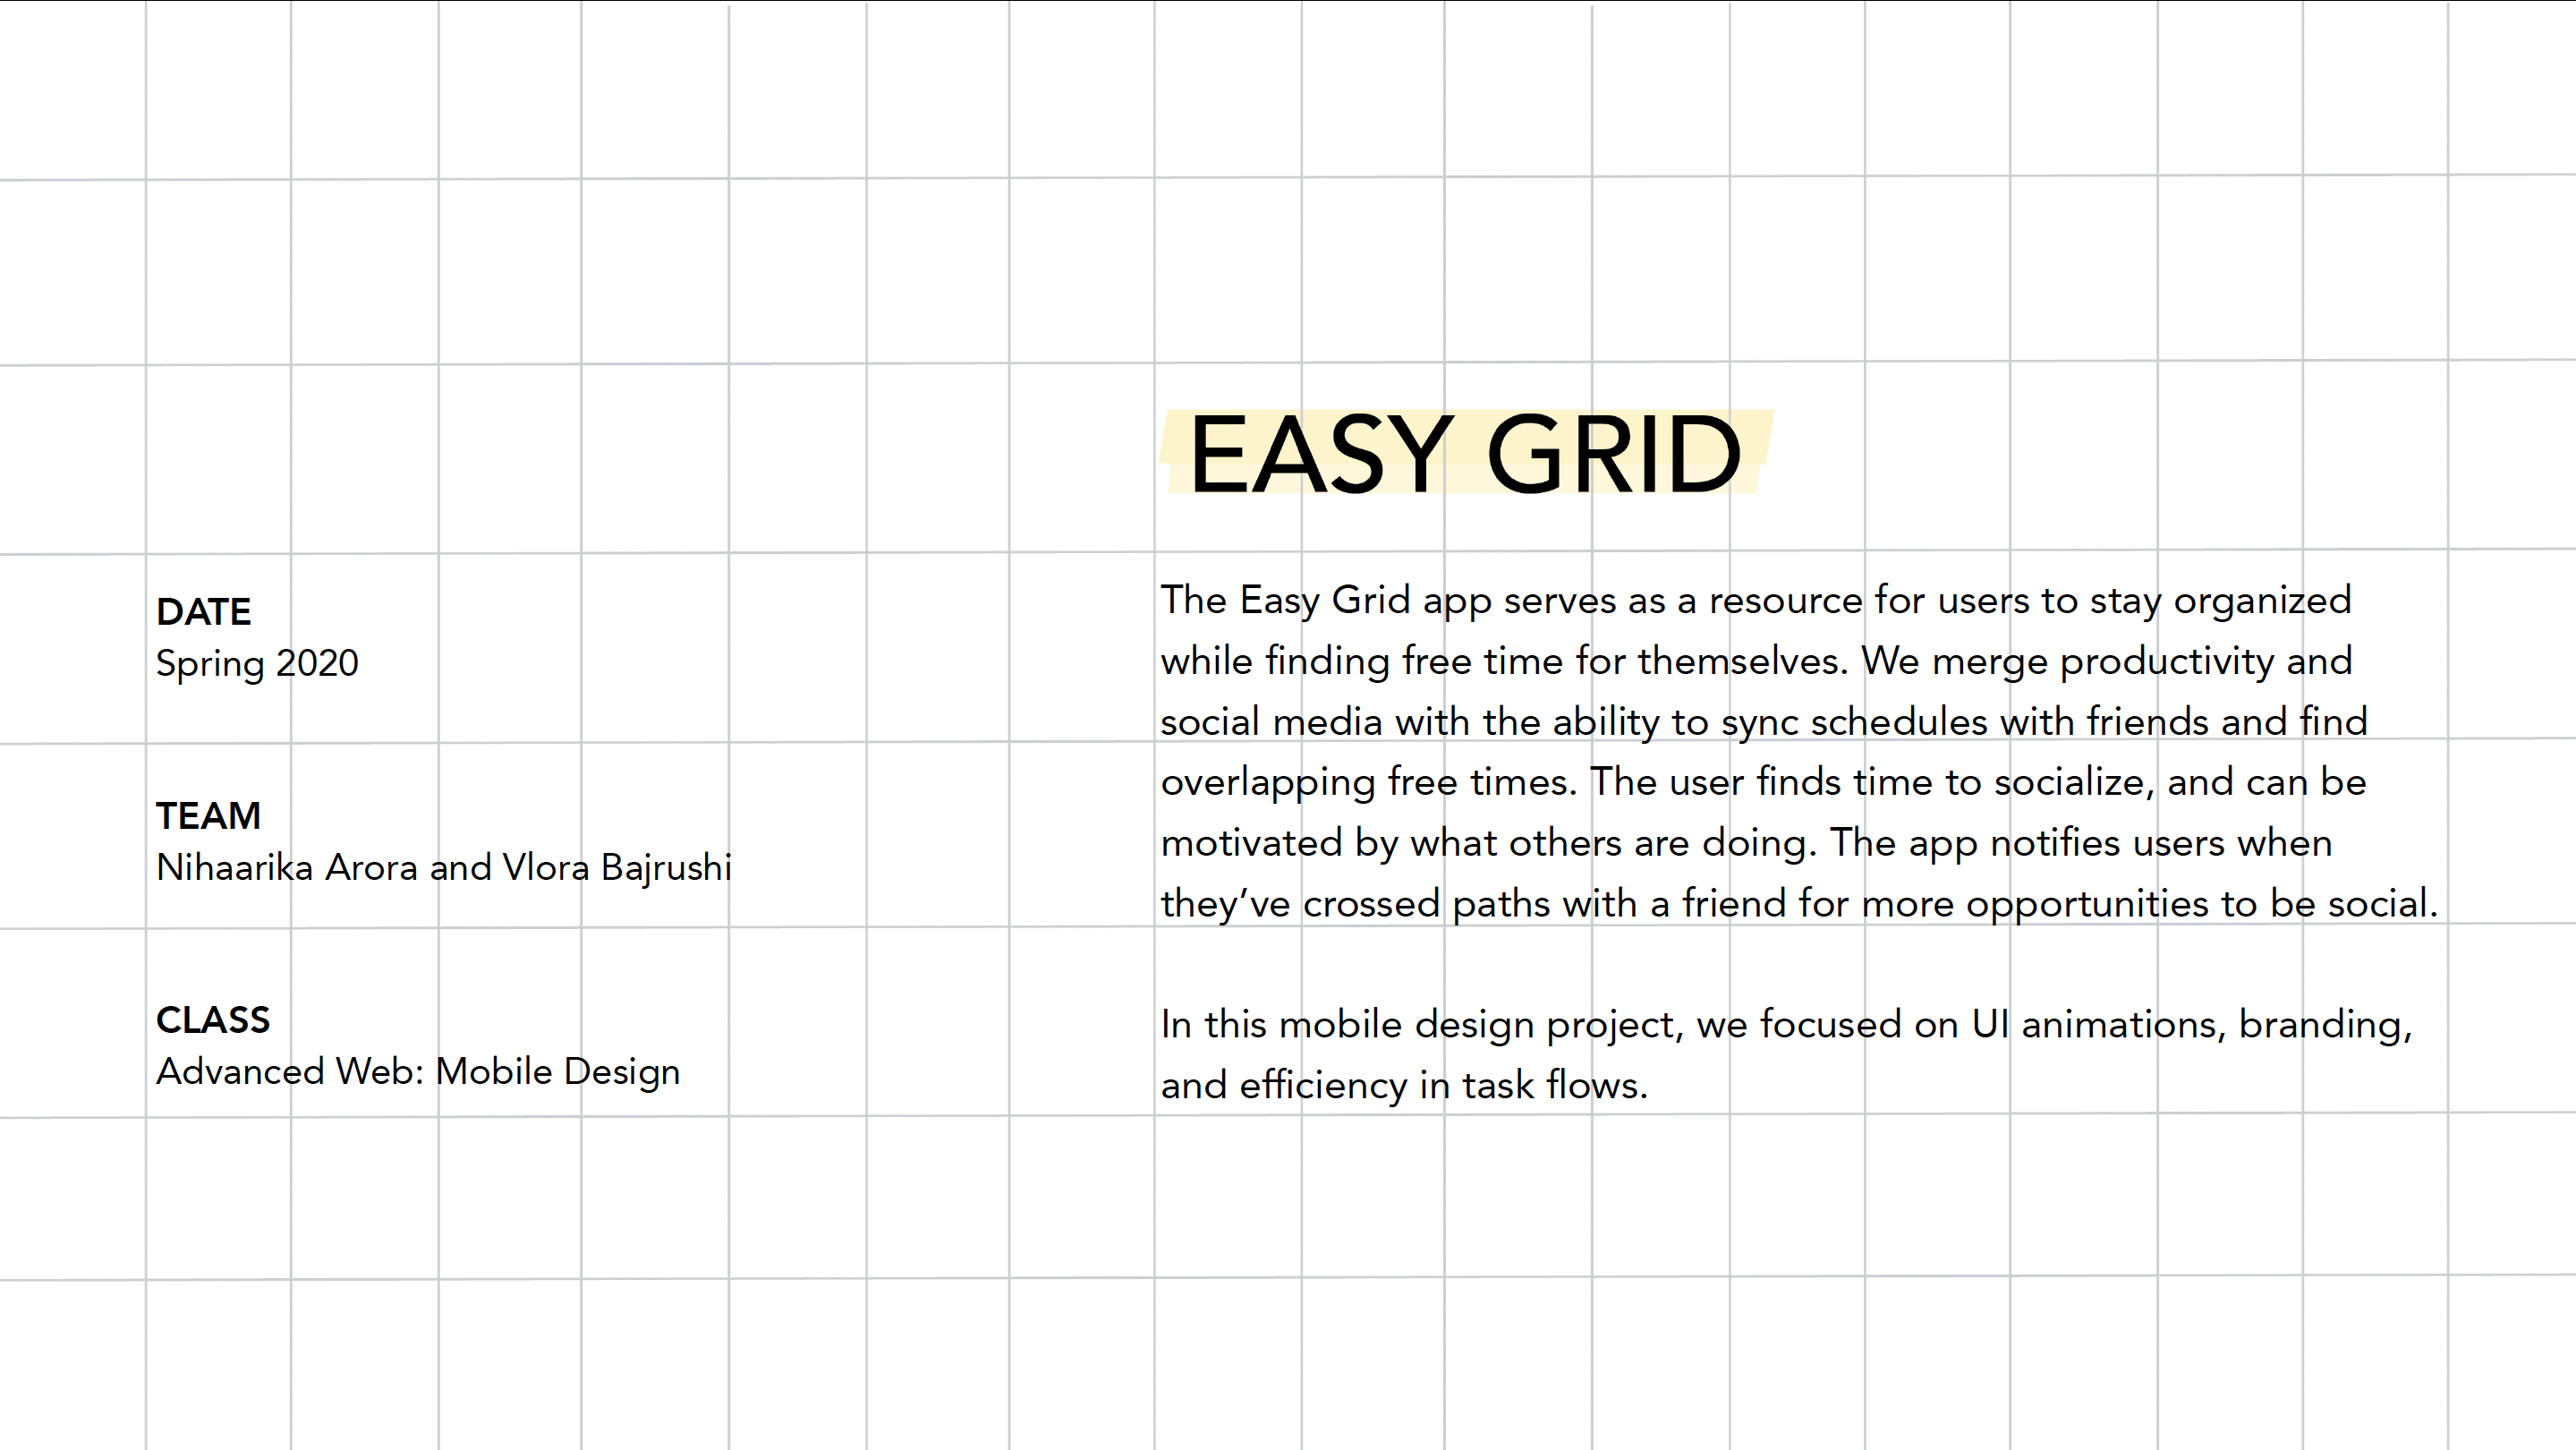 EASY GRID
DATE
Spring 2020
TEAM
Nihaarika Arora and Vlora Bajrushi
CLASS
Advanced Web: Mobile Design
The Easy Grid app serves as a resource for users to stay organized
while finding free time for themselves. We merge productivity and
social media with the ability to sync schedules with friends and find
overlapping free times. The user finds time to socialize, and can be
motivated by what others are doing. The app notifies users when
they’ve crossed paths with a friend for more opportunities to be social.
In this mobile design project, we focused on UI animations, branding,
and efficiency in task flows.